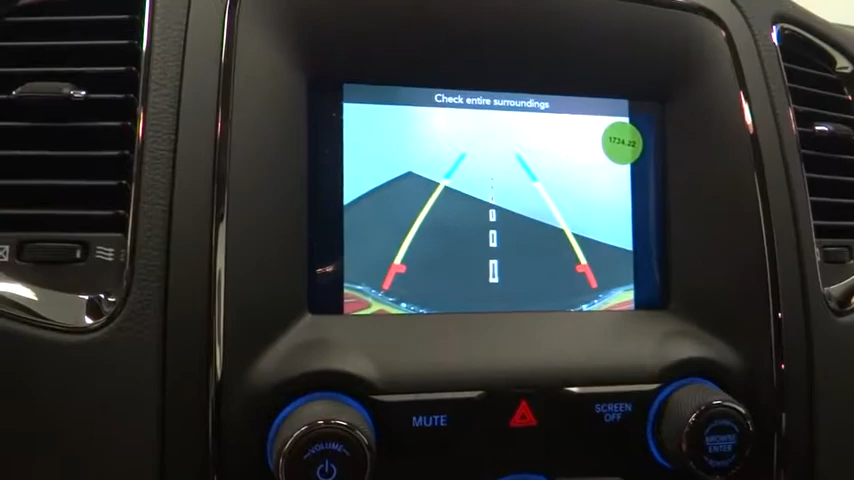 Check entire surroundings
1734.22
MUTE
SCREEN
OFF
VOLUME
BROWSE
ENTER